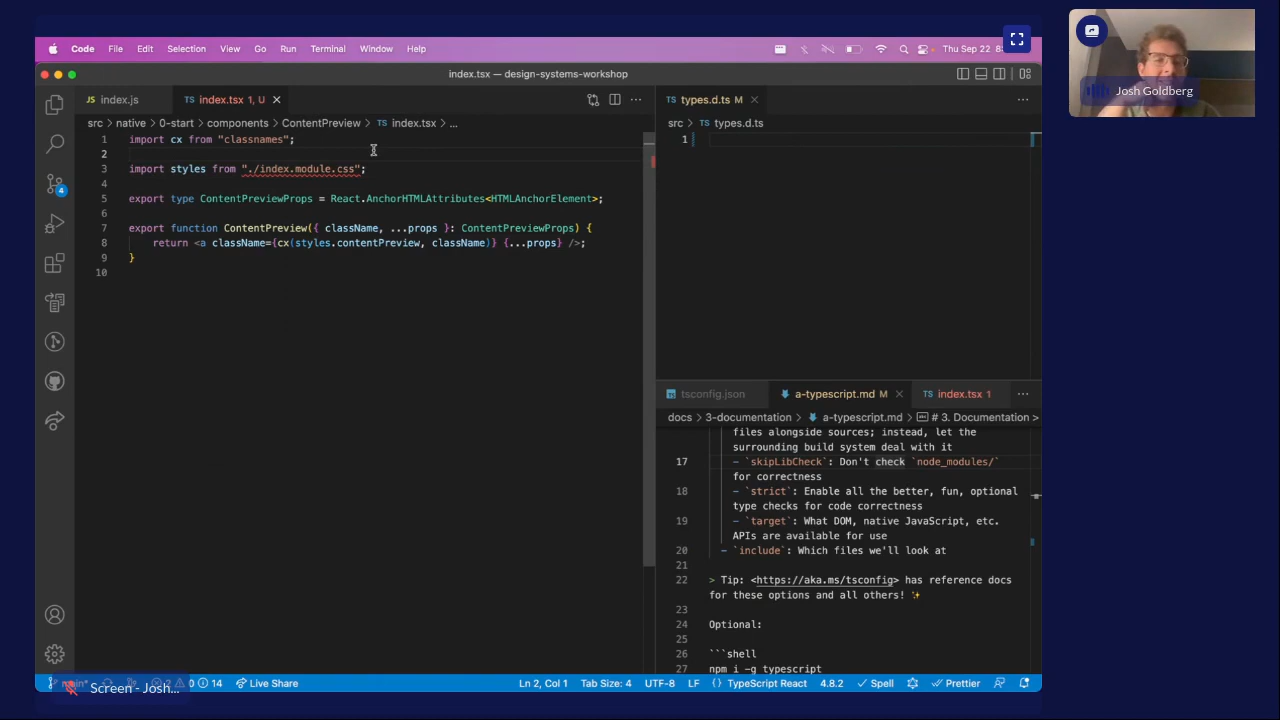 Code File Edit Selection View Go Run Terminal Window Help
Thu Sep 22
Josh Goldberg
index.tsx — design-systems-workshop
JS index.js
TS index.tsx 1, U
src > native > 0-start > components > ContentPreview > TS index.tsx > ...
1 import cx from "classnames";
2
3 import styles from "./index.module.css";
4
5 export type ContentPreviewProps = React.AnchorHTMLAttributes<HTMLAnchorElement>;
6
7 export function ContentPreview({ className, ...props }: ContentPreviewProps) {
8 return <a className={cx(styles.contentPreview, className)} {...props} />;
9 }
10
4
TS types.d.ts M
src > TS types.d.ts
1
tsconfig.json
a-typescript.md M
TS index.tsx 1
docs > 3-documentation > a-typescript.md > # 3. Documentation >
files alongside sources; instead, let the
surrounding build system deal with it
17 - `skipLibCheck`: Don't check `node_modules/`
for correctness
18 - `strict`: Enable all the better, fun, optional
type checks for code correctness
19 - `target`: What DOM, native JavaScript, etc.
APIs are available for use
20 - `include`: Which files we'll look at
21
22 > Tip: <https://aka.ms/tsconfig> has reference docs
for these options and all others! ✨
23
24 Optional:
25
26 ```shell
27 npm i -g typescript
main* 2 0 14 Live Share
Ln 2, Col 1 Tab Size: 4 UTF-8 LF {} TypeScript React 4.8.2 Spell Prettier
Screen - Josh...